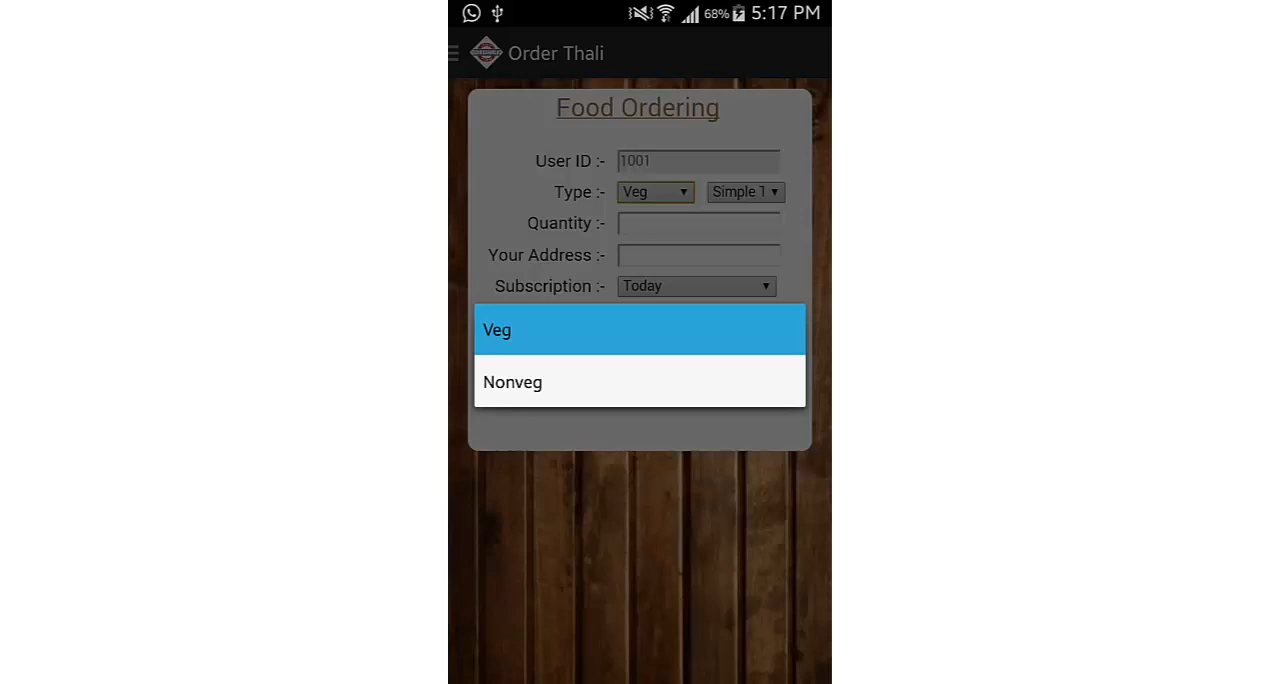 68% 5:17 PM
Order Thali
Food Ordering
User ID :- 1001
Type :- Veg Simple T
Quantity :-
Your Address :-
Subscription :- Today
Veg
Nonveg